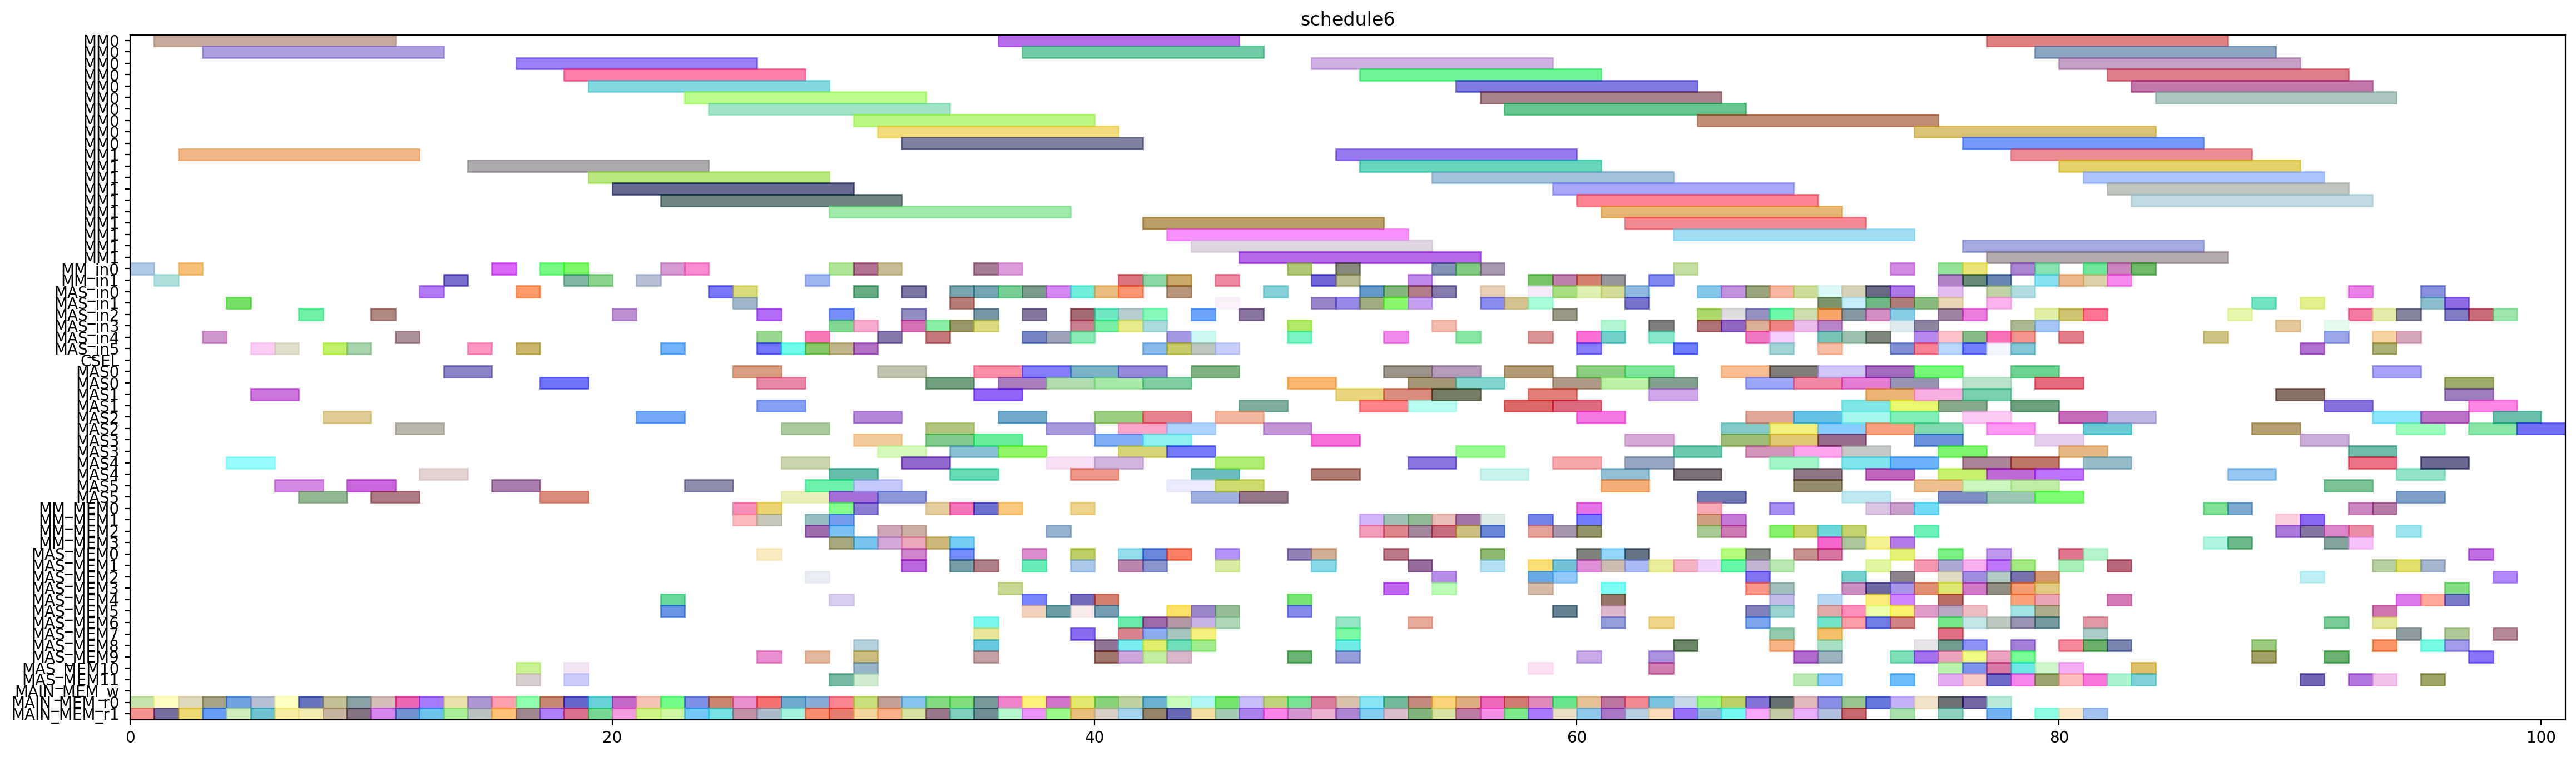 schedule6
MM0
MM0
MM0
MM0
MM0
MM0
MM0
MM0
MM0
MM0
MM1
MM1
MM1
MM1
MM1
MM1
MM1
MM1
MM1
MM1
MM_in0
MM_in1
MAS_in0
MAS_in1
MAS_in2
MAS_in3
MAS_in4
MAS_in5
CSEL
MAS0
MAS0
MAS1
MAS1
MAS2
MAS2
MAS3
MAS3
MAS4
MAS4
MAS5
MAS5
MM_MEM0
MM_MEM1
MM_MEM2
MM_MEM3
MAS_MEM0
MAS_MEM1
MAS_MEM2
MAS_MEM3
MAS_MEM4
MAS_MEM5
MAS_MEM6
MAS_MEM7
MAS_MEM8
MAS_MEM9
MAS_MEM10
MAS_MEM11
MAIN_MEM_w
MAIN_MEM_r0
MAIN_MEM_r1
0 20 40 60 80 100